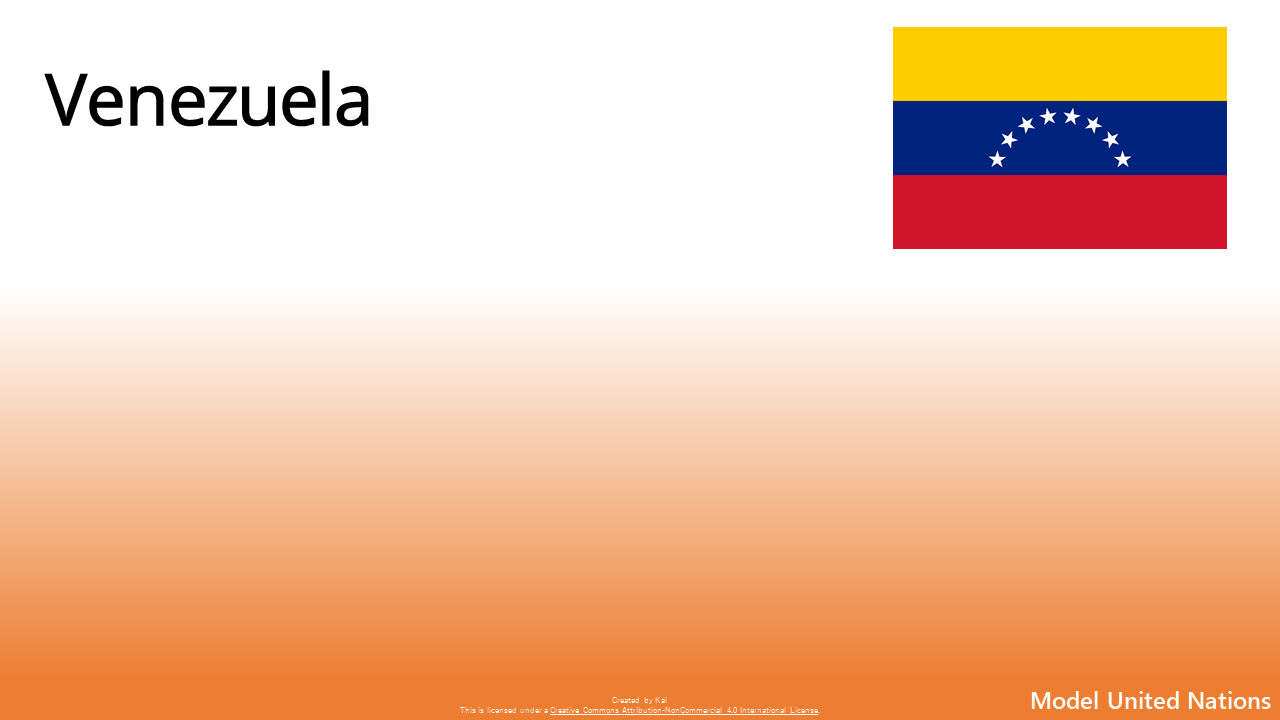 Venezuela
Created by Kai
This is licensed under a Creative Commons Attribution-NonCommercial 4.0 International License.
Model United Nations